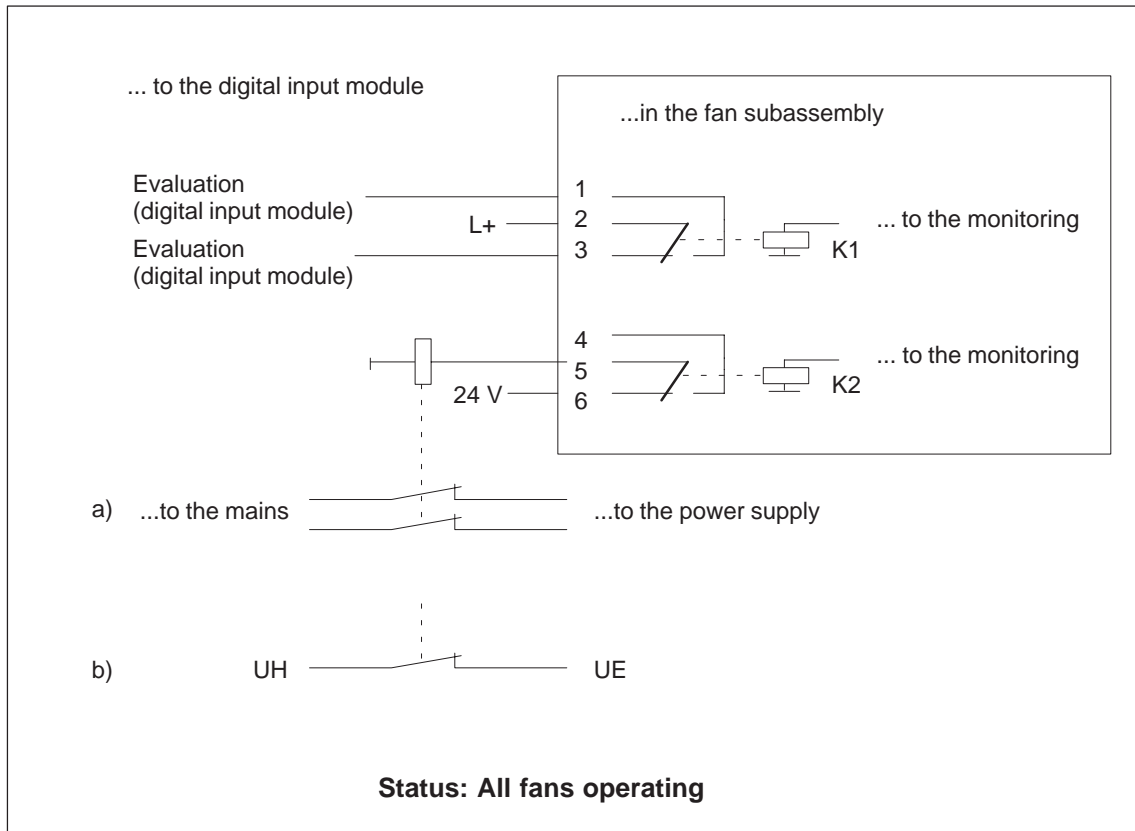 ... to the digital input module
...in the fan subassembly
Evaluation
(digital input module)
1
L+
2
... to the monitoring
Evaluation
(digital input module)
3
K1
4
... to the monitoring
5
K2
24 V
6
a)
...to the mains
...to the power supply
b)
UH
UE
Status: All fans operating